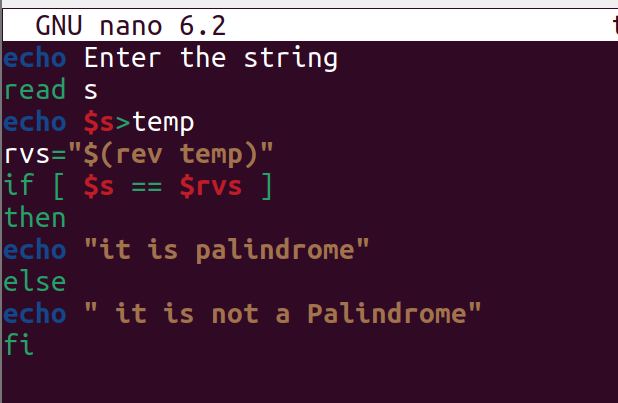 GNU nano 6.2
echo Enter the string
read s
echo $s>temp
rvs="$(rev temp)"
if [ $s == $rvs ]
then
echo "it is palindrome"
else
echo " it is not a Palindrome"
fi